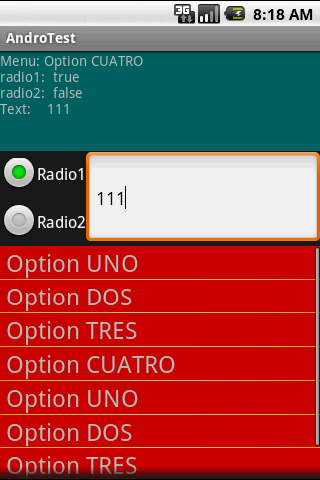 3G 8:18 AM
AndroTest
Menu: Option CUATRO
radio1: true
radio2: false
Text: 111
Radio1
111
Radio2
Option UNO
Option DOS
Option TRES
Option CUATRO
Option UNO
Option DOS
Option TRES